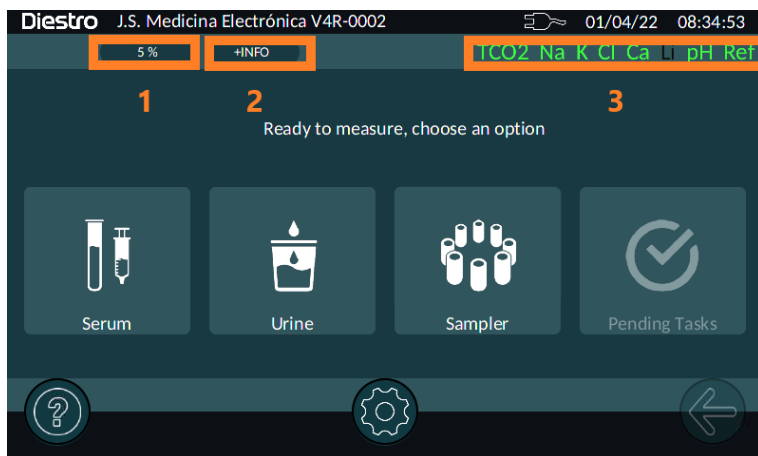 Diestro J.S. Medicina Electrónica V4R-0002 01/04/22 08:34:53
5 % +INFO TCO2 Na K Cl Ca Li pH Ref
1 2 3
Ready to measure, choose an option
Serum Urine Sampler Pending Tasks
?